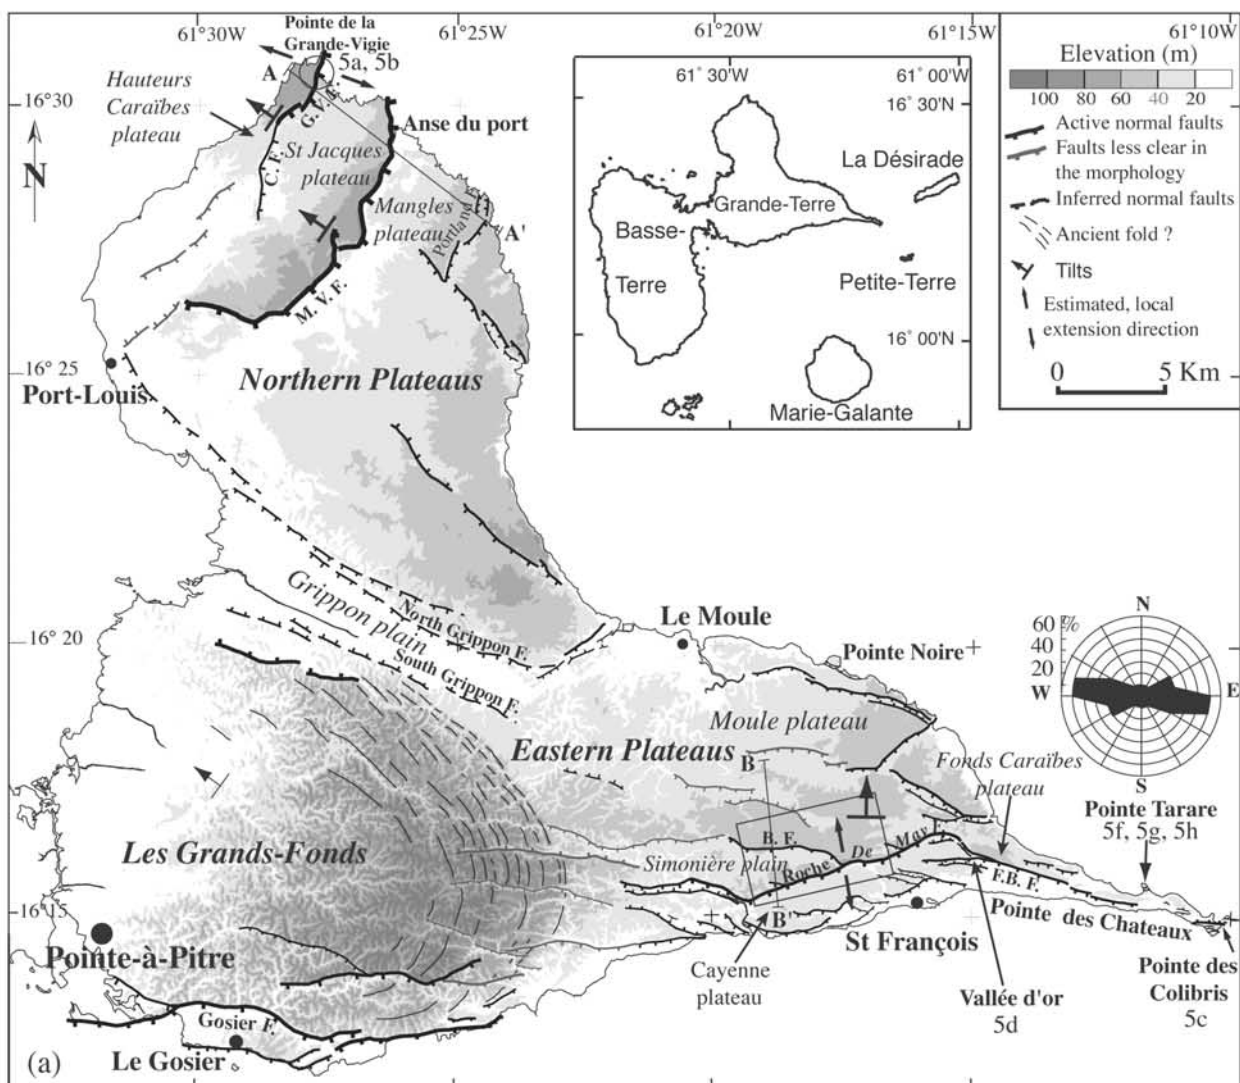 61°30W
61°25W
61°20W
61°15W
61°10W
Pointe de la
Grande-Vigie
5a, 5b
A
Hauteurs
Caraïbes
plateau
16°30
N
G. V. F.
C. F.
Anse du port
St Jacques
plateau
Mangles
plateau
A'
M. V. F.
16°25
Port-Louis
Northern Plateaus
61°30W
61°00W
16°30N
La Désirade
Grande-Terre
Basse-
Terre
Petite-Terre
16°00'N
Marie-Galante
Elevation (m)
100 80 60 40 20
Active normal faults
Faults less clear in
the morphology
Inferred normal faults
Ancient fold ?
Tilts
Estimated, local
extension direction
0 5 Km
Grippon plain
North Grippon F.
South Grippon F.
16°20
Le Moule
Pointe Noire
Moule plateau
Eastern Plateaus
B
Fonds Caraïbes
plateau
60 %
40
20
0
N
W
E
S
Pointe Tarare
5f, 5g, 5h
Les Grands-Fonds
B. F.
Simonière plain
Roche De May F.
F.B. F.
B'
16°15
Pointe-à-Pitre
St François
Pointe des Chateaux
Cayenne
plateau
Vallée d'or
5d
Pointe des
Colibris
5c
Gosier F.
Le Gosier
(a)